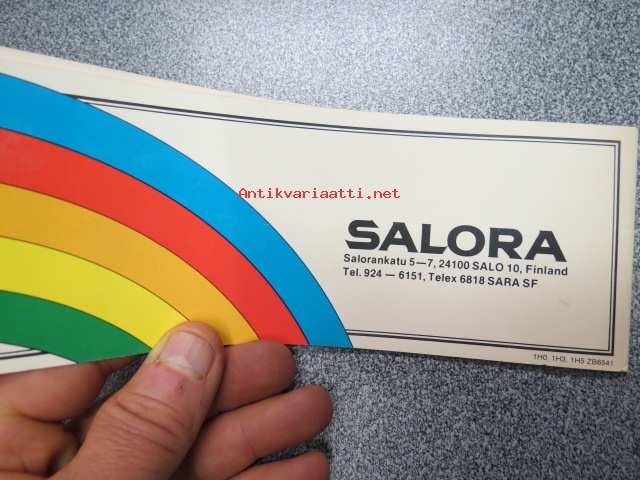 Antikvariaatti.net
SALORA
Salorankatu 5—7, 24100 SALO 10, Finland
Tel. 924 — 6151, Telex 6818 SARA SF
1H0, 1H3, 1H5 ZB6541